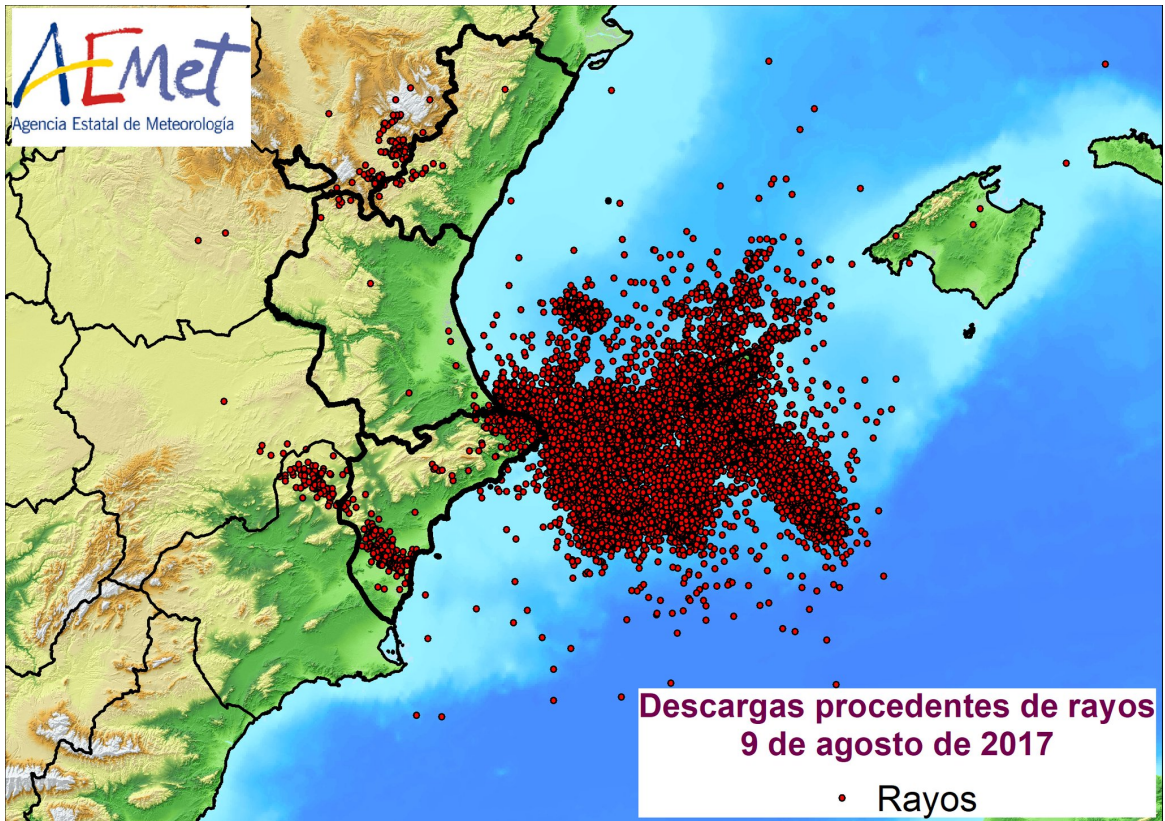 AEMet
Agencia Estatal de Meteorología
Descargas procedentes de rayos
9 de agosto de 2017
Rayos